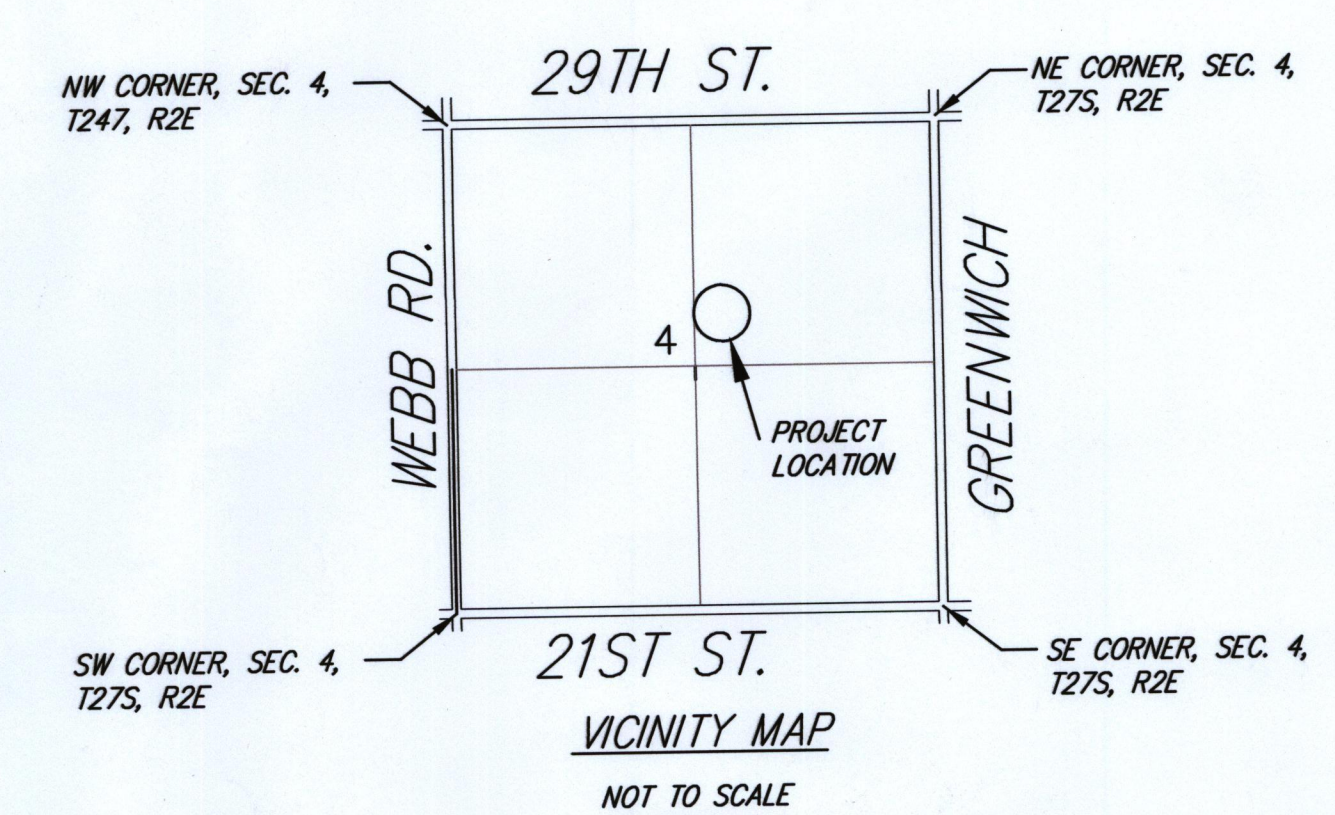 29TH ST.
NW CORNER, SEC. 4,
T247, R2E
NE CORNER, SEC. 4,
T27S, R2E
WEBB RD.
GREENWICH
4
PROJECT
LOCATION
SW CORNER, SEC. 4,
T27S, R2E
21ST ST.
SE CORNER, SEC. 4,
T27S, R2E
VICINITY MAP
NOT TO SCALE